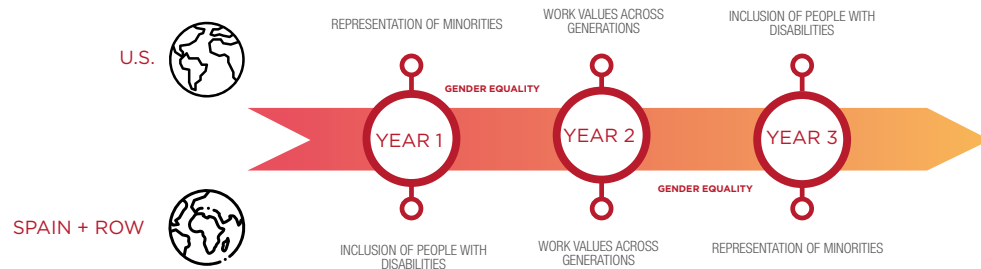 REPRESENTATION OF MINORITIES
WORK VALUES ACROSS
GENERATIONS
INCLUSION OF PEOPLE WITH
DISABILITIES
U.S.
GENDER EQUALITY
YEAR 1
YEAR 2
YEAR 3
GENDER EQUALITY
SPAIN + ROW
INCLUSION OF PEOPLE WITH
DISABILITIES
WORK VALUES ACROSS
GENERATIONS
REPRESENTATION OF MINORITIES